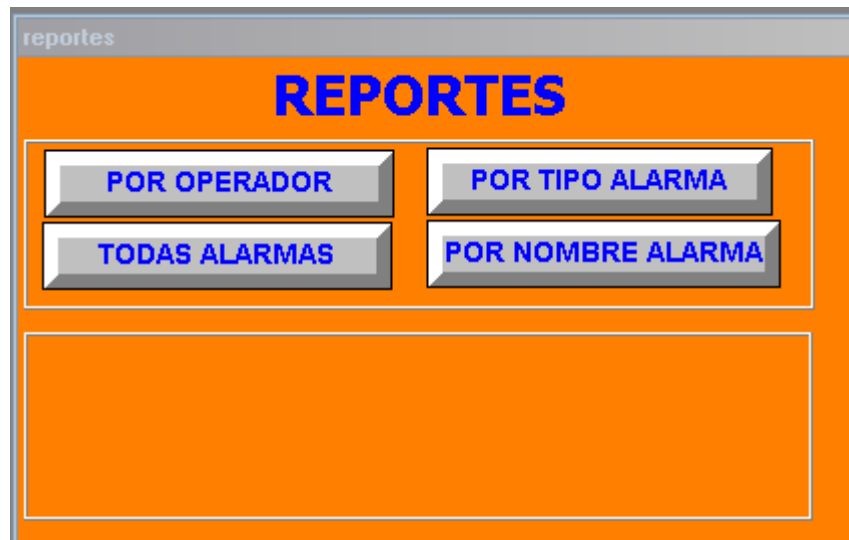 reportes
REPORTES
POR OPERADOR
POR TIPO ALARMA
TODAS ALARMAS
POR NOMBRE ALARMA